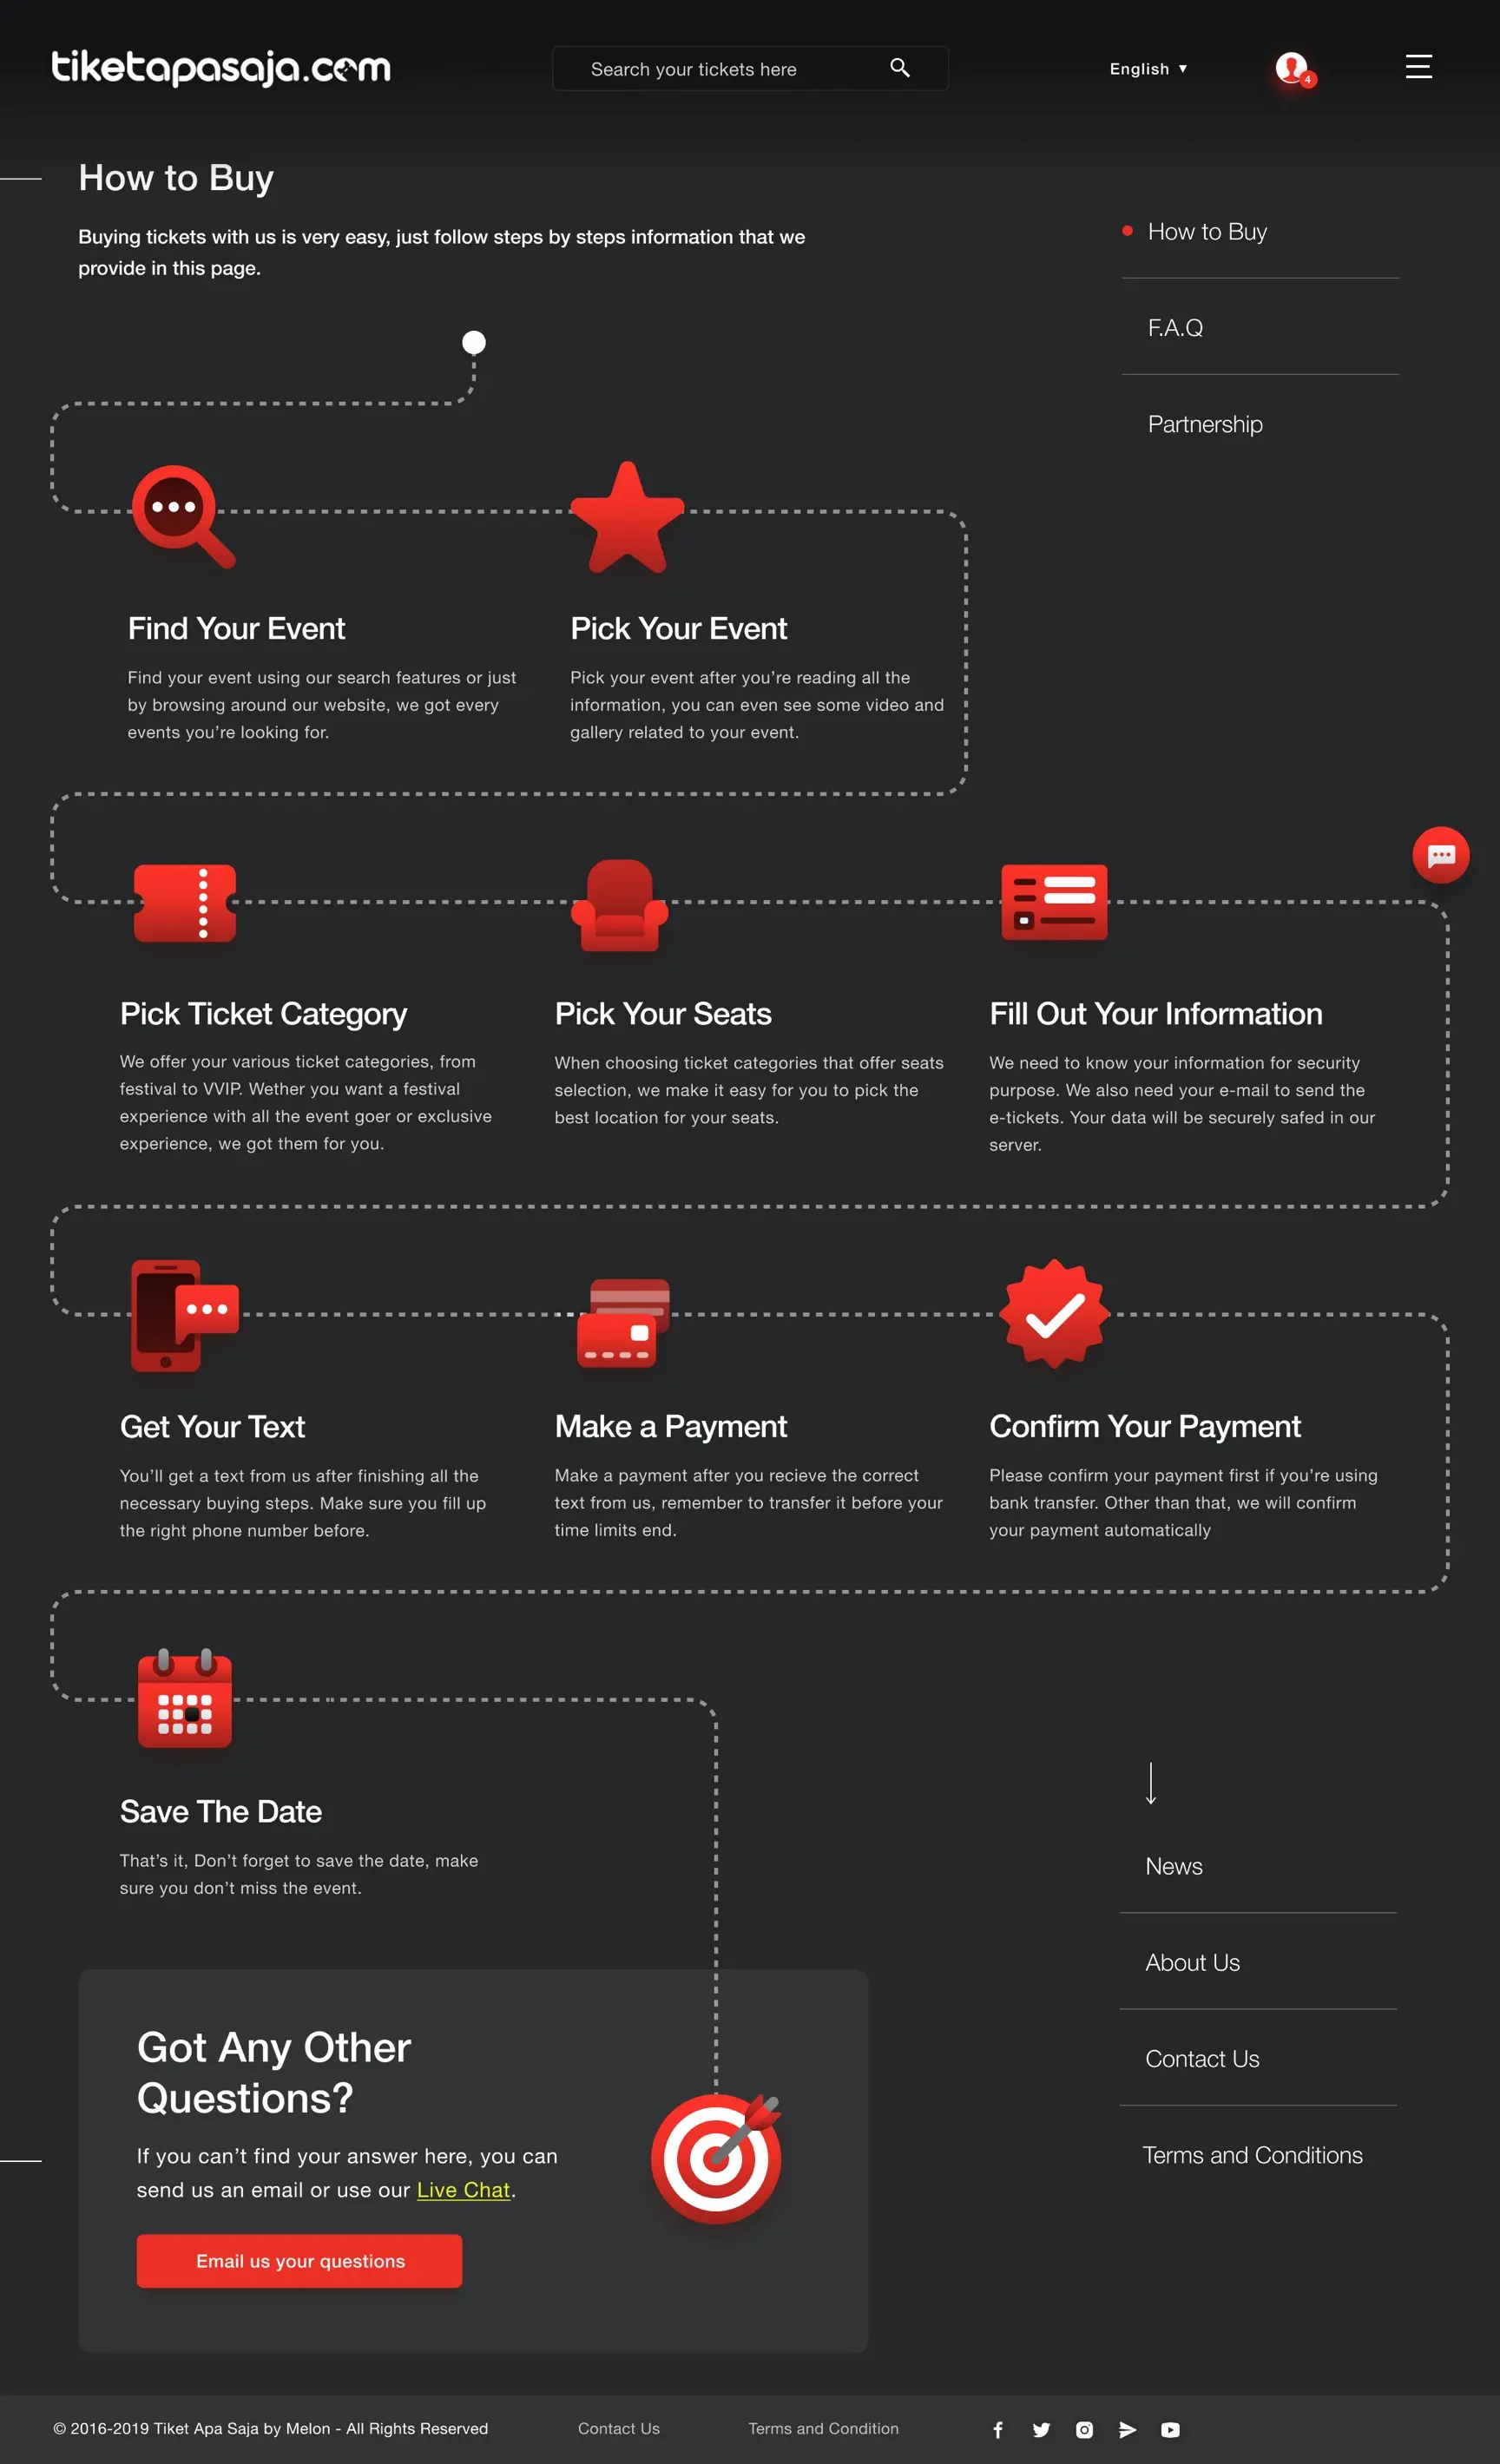 tiketapasaja.com
Search your tickets here
English ▼
4
How to Buy
Buying tickets with us is very easy, just follow steps by steps information that we
provide in this page.
How to Buy
F.A.Q
Partnership
Find Your Event
Find your event using our search features or just
by browsing around our website, we got every
events you’re looking for.
Pick Your Event
Pick your event after you’re reading all the
information, you can even see some video and
gallery related to your event.
Pick Ticket Category
We offer your various ticket categories, from
festival to VVIP. Wether you want a festival
experience with all the event goer or exclusive
experience, we got them for you.
Pick Your Seats
When choosing ticket categories that offer seats
selection, we make it easy for you to pick the
best location for your seats.
Fill Out Your Information
We need to know your information for security
purpose. We also need your e-mail to send the
e-tickets. Your data will be securely safed in our
server.
Get Your Text
You’ll get a text from us after finishing all the
necessary buying steps. Make sure you fill up
the right phone number before.
Make a Payment
Make a payment after you recieve the correct
text from us, remember to transfer it before your
time limits end.
Confirm Your Payment
Please confirm your payment first if you’re using
bank transfer. Other than that, we will confirm
your payment automatically
Save The Date
That’s it, Don’t forget to save the date, make
sure you don’t miss the event.
News
About Us
Contact Us
Terms and Conditions
Got Any Other
Questions?
If you can’t find your answer here, you can
send us an email or use our Live Chat.
Email us your questions
© 2016-2019 Tiket Apa Saja by Melon - All Rights Reserved
Contact Us
Terms and Condition